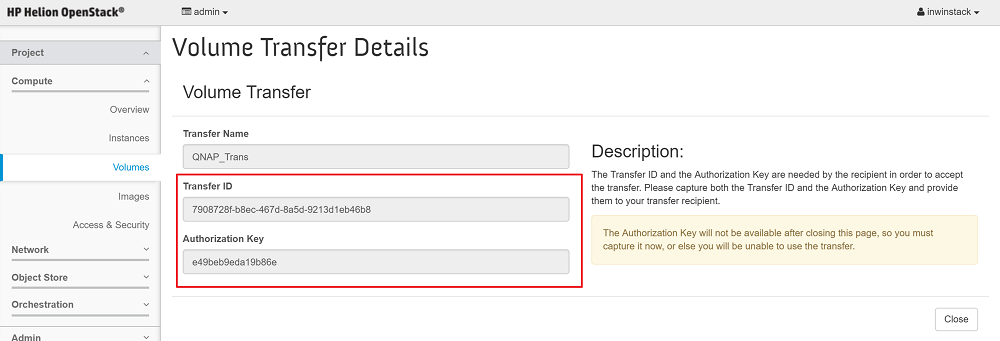 HP Helion OpenStack®
admin
inwinstack
Project
Compute
Overview
Instances
Volumes
Images
Access & Security
Network
Object Store
Orchestration
Admin
Volume Transfer Details
Volume Transfer
Transfer Name
QNAP_Trans
Transfer ID
7908728f-b8ec-467d-8a5d-9213d1eb46b8
Authorization Key
e49beb9eda19b86e
Description:
The Transfer ID and the Authorization Key are needed by the recipient in order to accept
the transfer. Please capture both the Transfer ID and the Authorization Key and provide
them to your transfer recipient.
The Authorization Key will not be available after closing this page, so you must
capture it now, or else you will be unable to use the transfer.
Close